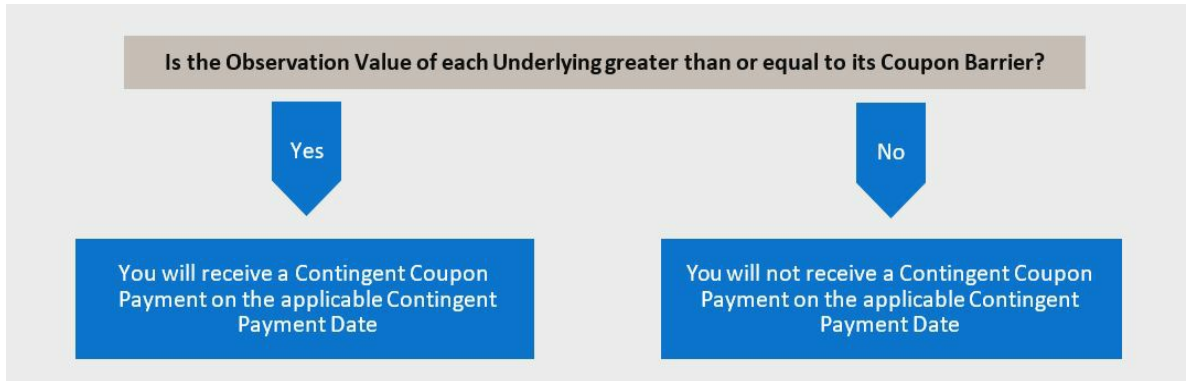 Is the Observation Value of each Underlying greater than or equal to its Coupon Barrier?
Yes
No
You will receive a Contingent Coupon
Payment on the applicable Contingent
Payment Date
You will not receive a Contingent Coupon
Payment on the applicable Contingent
Payment Date